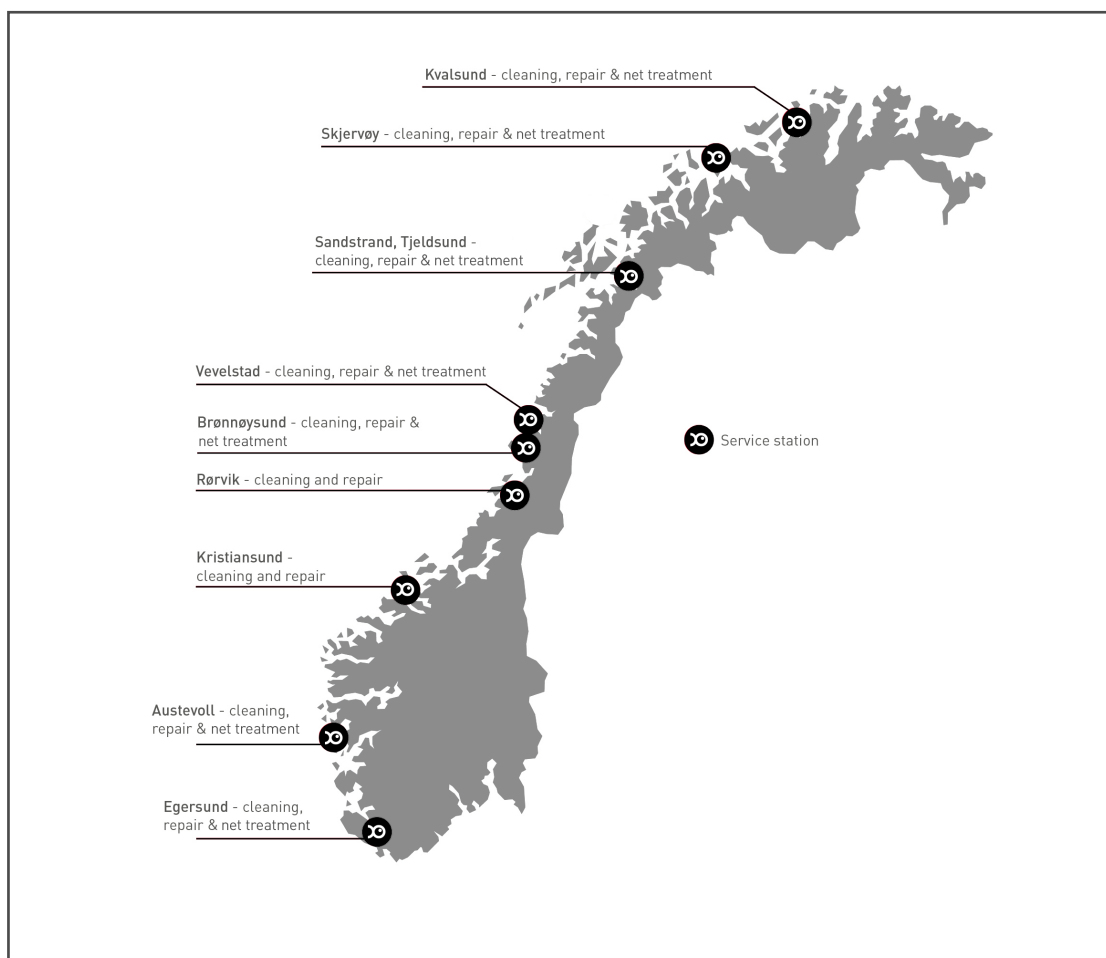 Kvalsund - cleaning, repair & net treatment
Skjervøy - cleaning, repair & net treatment
Sandstrand, Tjeldsund -
cleaning, repair & net treatment
Vevelstad - cleaning, repair & net treatment
Brønnøysund - cleaning, repair &
net treatment
Service station
Rørvik - cleaning and repair
Kristiansund -
cleaning and repair
Austevoll - cleaning,
repair & net treatment
Egersund - cleaning,
repair & net treatment